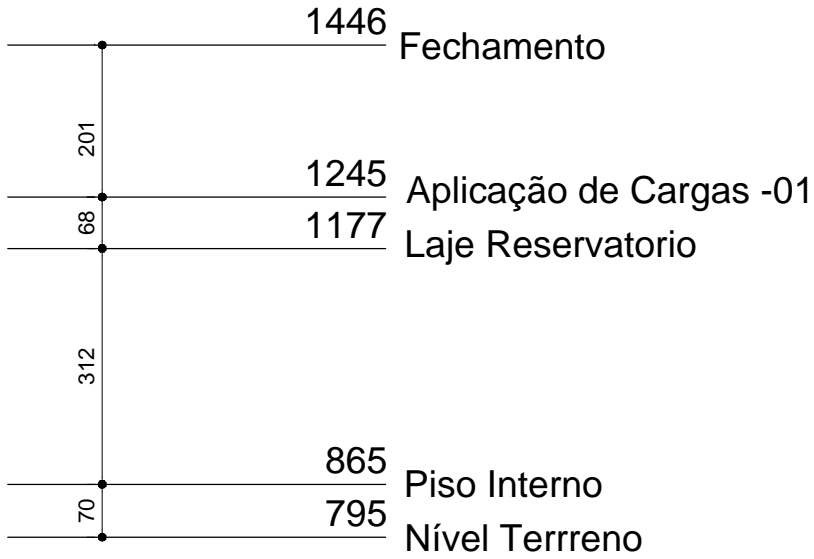 1446
Fechamento
201
1245
Aplicação de Cargas -01
68
1177
Laje Reservatorio
312
865
Piso Interno
70
795
Nível Terrreno